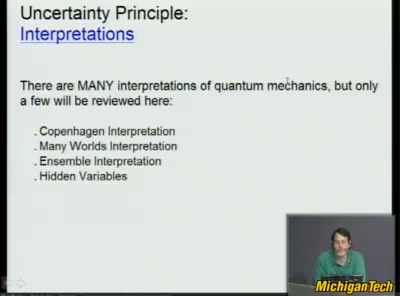 Uncertainty Principle:
Interpretations
There are MANY interpretations of quantum mechanics, but only
a few will be reviewed here:
. Copenhagen Interpretation
. Many Worlds Interpretation
. Ensemble Interpretation
. Hidden Variables
MichiganTech